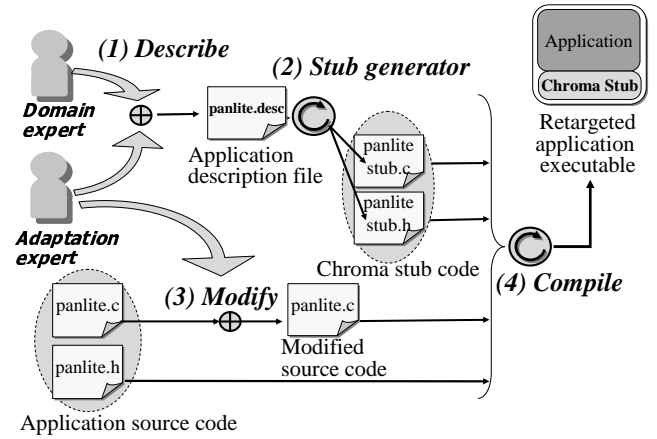 (1) Describe
Domain
expert
panlite.desc
Application
description file
(2) Stub generator
panlite
stub.c
panlite
stub.h
Chroma stub code
Application
Chroma Stub
Retargeted
application
executable
Adaptation
expert
(3) Modify
(4) Compile
panlite.c
panlite.c
Modified
source code
panlite.h
Application source code